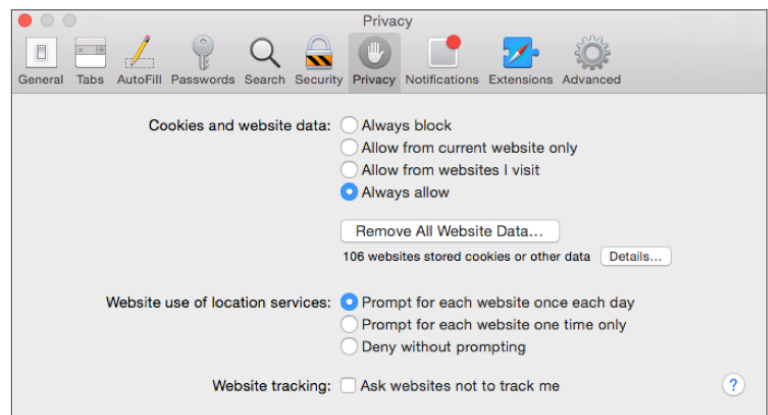 Privacy
General Tabs AutoFill Passwords Search Security Privacy Notifications Extensions Advanced
Cookies and website data: Always block
Allow from current website only
Allow from websites I visit
Always allow
Remove All Website Data...
106 websites stored cookies or other data Details...
Website use of location services: Prompt for each website once each day
Prompt for each website one time only
Deny without prompting
Website tracking: Ask websites not to track me ?